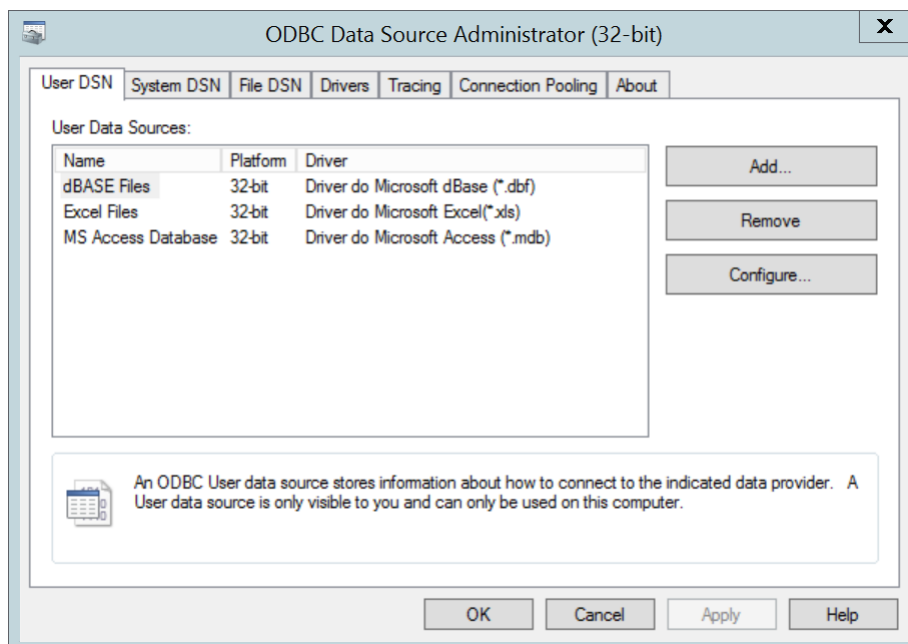 ODBC Data Source Administrator (32-bit)
X
User DSN System DSN File DSN Drivers Tracing Connection Pooling About
User Data Sources:
Name Platform Driver
dBASE Files 32-bit Driver do Microsoft dBase (*.dbf)
Excel Files 32-bit Driver do Microsoft Excel(*.xls)
MS Access Database 32-bit Driver do Microsoft Access (*.mdb)
Add...
Remove
Configure...
An ODBC User data source stores information about how to connect to the indicated data provider. A
User data source is only visible to you and can only be used on this computer.
OK Cancel Apply Help